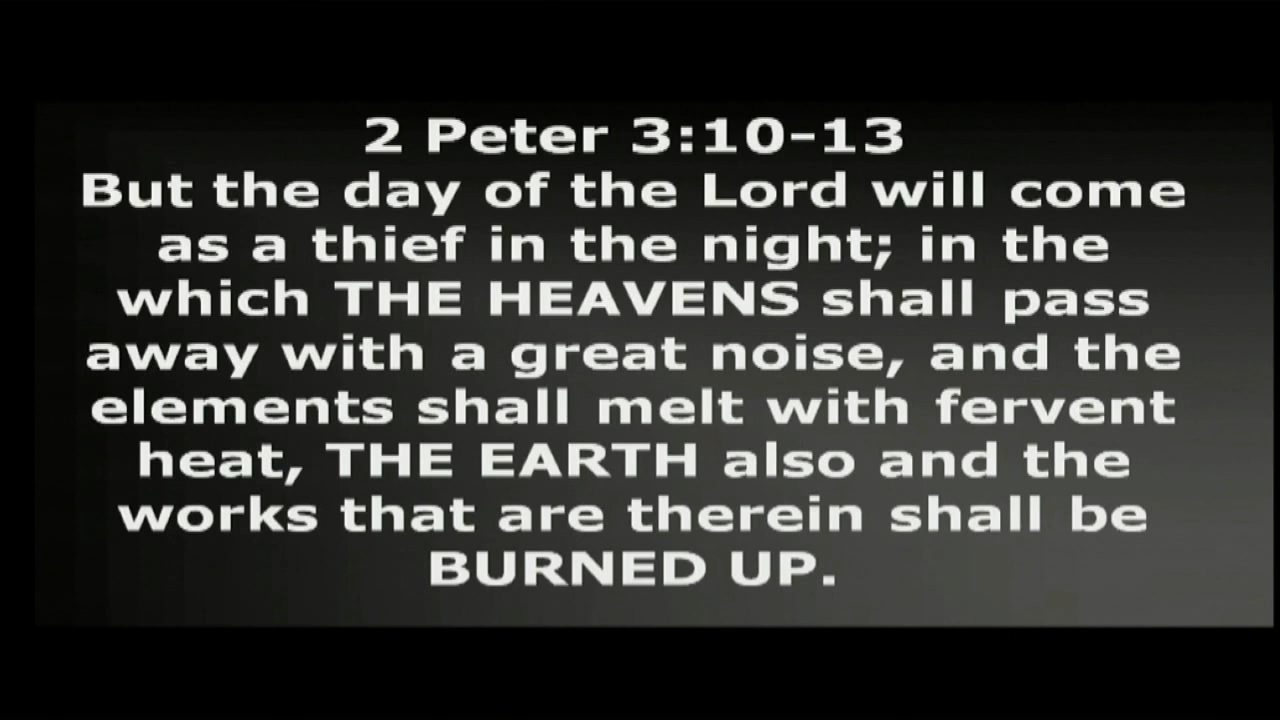 2 Peter 3:10-13
But the day of the Lord will come
as a thief in the night; in the
which THE HEAVENS shall pass
away with a great noise, and the
elements shall melt with fervent
heat, THE EARTH also and the
works that are therein shall be
BURNED UP.